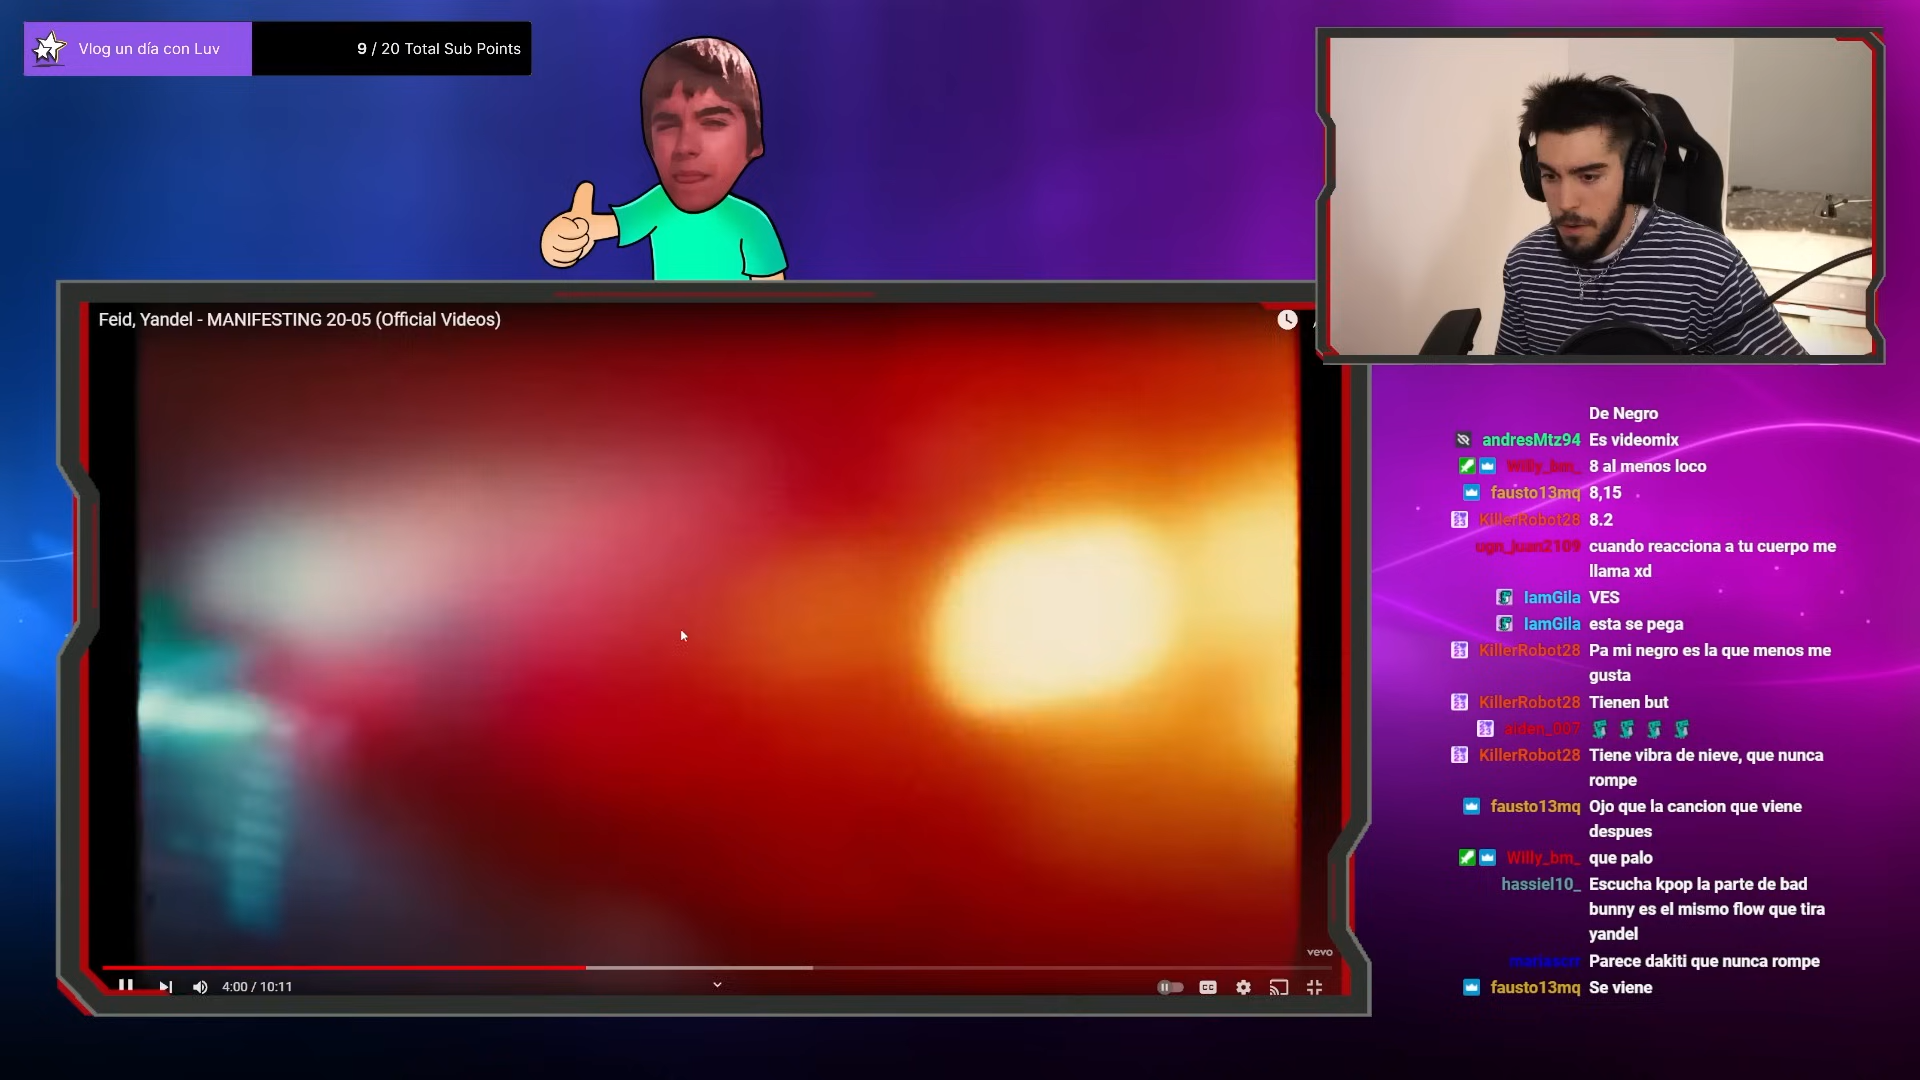 Vlog un día con Luv
9 / 20 Total Sub Points
Feid, Yandel - MANIFESTING 20-05 (Official Videos)
De Negro
andresMtz94 Es videomix
Willy_bm_ 8 al menos loco
fausto13mq 8,15
KillerRobot28 8.2
ugn_juan2109 cuando reacciona a tu cuerpo me
llama xd
IamGila VES
IamGila esta se pega
KillerRobot28 Pa mi negro es la que menos me
gusta
KillerRobot28 Tienen but
aiden_007
KillerRobot28 Tiene vibra de nieve, que nunca
rompe
fausto13mq Ojo que la cancion que viene
despues
Willy_bm_ que palo
hassiel10_ Escucha kpop la parte de bad
bunny es el mismo flow que tira
yandel
Parece dakiti que nunca rompe
fausto13mq Se viene
vevo
4:00 / 10:11
CC